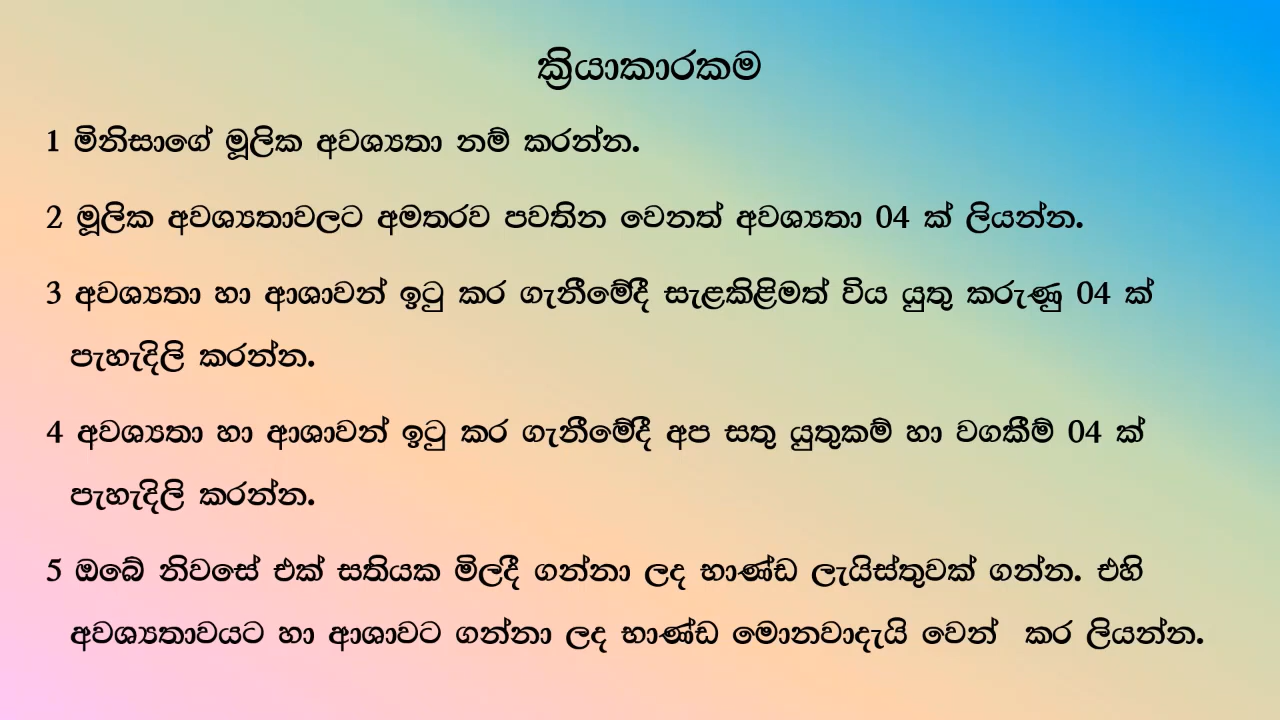 ක්‍රියාකාරකම
1 මිනිසාගේ මූලික අවශ්‍යතා නම් කරන්න.
2 මූලික අවශ්‍යතාවලට අමතරව පවතින වෙනත් අවශ්‍යතා 04 ක් ලියන්න.
3 අවශ්‍යතා හා ආශාවන් ඉටු කර ගැනීමේදී සැළකිළිමත් විය යුතු කරුණු 04 ක්
පැහැදිලි කරන්න.
4 අවශ්‍යතා හා ආශාවන් ඉටු කර ගැනීමේදී අප සතු යුතුකම් හා වගකීම් 04 ක්
පැහැදිලි කරන්න.
5 ඔබේ නිවසේ එක් සතියක මිලදී ගන්නා ලද භාණ්ඩ ලැයිස්තුවක් ගන්න. එහි
අවශ්‍යතාවයට හා ආශාවට ගන්නා ලද භාණ්ඩ මොනවාදැයි වෙන් කර ලියන්න.